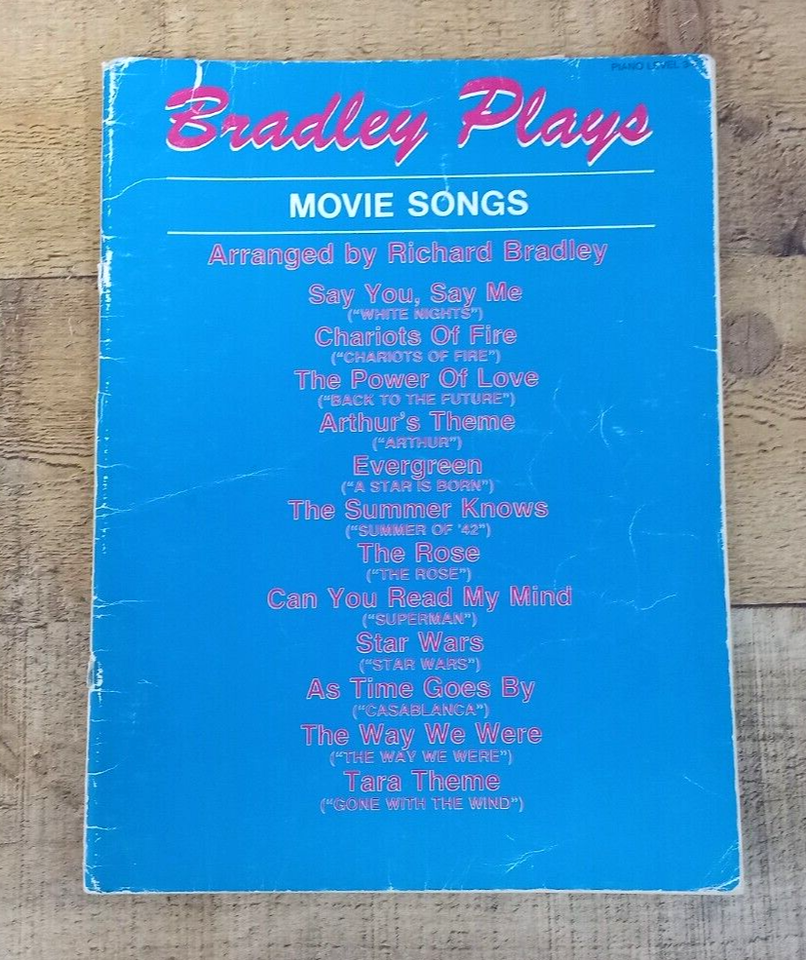 PIANO LEVEL
Bradley Plays
MOVIE SONGS
Arranged by Richard Bradley
Say You, Say Me
("WHITE NIGHTS")
Chariots Of Fire
("CHARIOTS OF FIRE")
The Power Of Love
("BACK TO THE FUTURE")
Arthur's Theme
("ARTHUR")
Evergreen
("A STAR IS BORN")
The Summer Knows
("SUMMER OF '42")
The Rose
("THE ROSE")
Can You Read My Mind
("SUPERMAN")
Star Wars
("STAR WARS")
As Time Goes By
("CASABLANCA")
The Way We Were
("THE WAY WE WERE")
Tara Theme
("GONE WITH THE WIND")